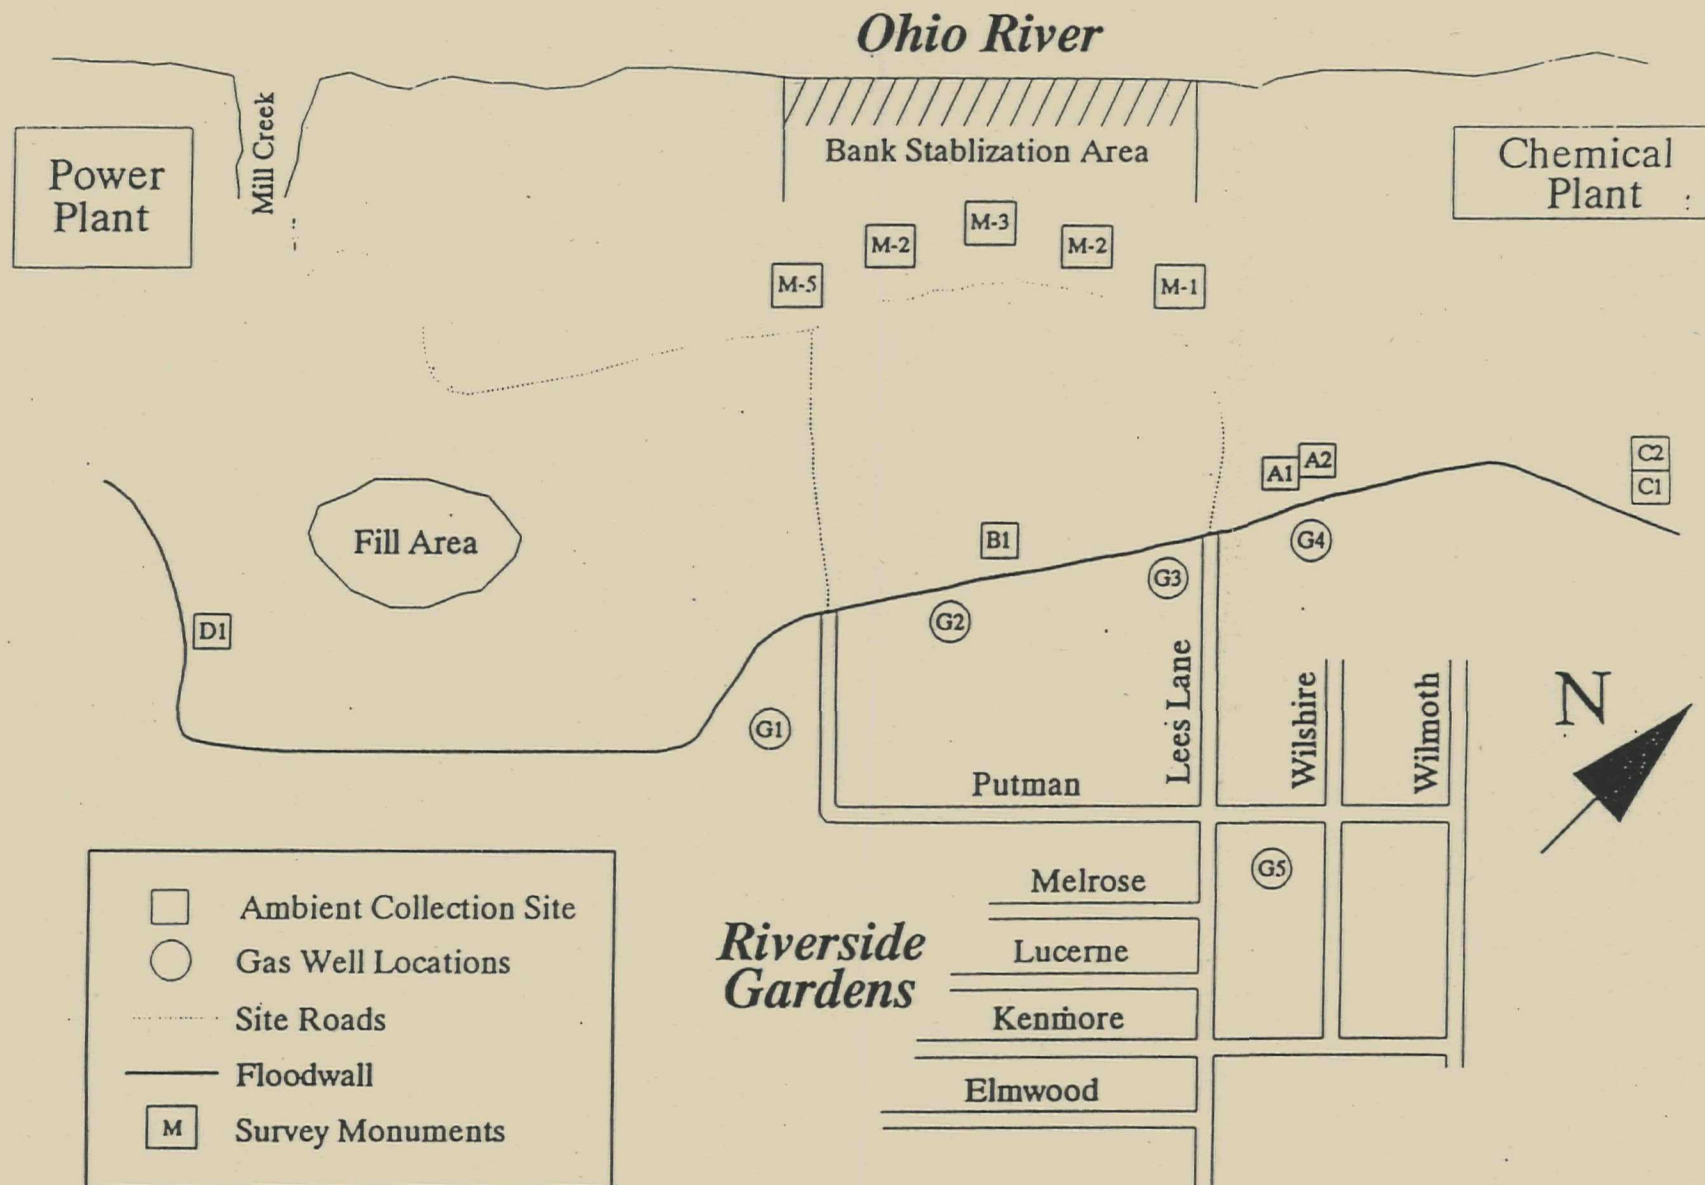 Ohio River
Mill Creek
Power
Plant
Bank Stablization Area
Chemical
Plant
M-5
M-2
M-3
M-2
M-1
C2
C1
A1
A2
Fill Area
B1
G4
G3
G2
D1
G1
Lees Lane
Wilshire
Wilmoth
N
Putman
G5
Melrose
Lucerne
Kenmore
Elmwood
Riverside
Gardens
Ambient Collection Site
Gas Well Locations
Site Roads
Floodwall
M Survey Monuments